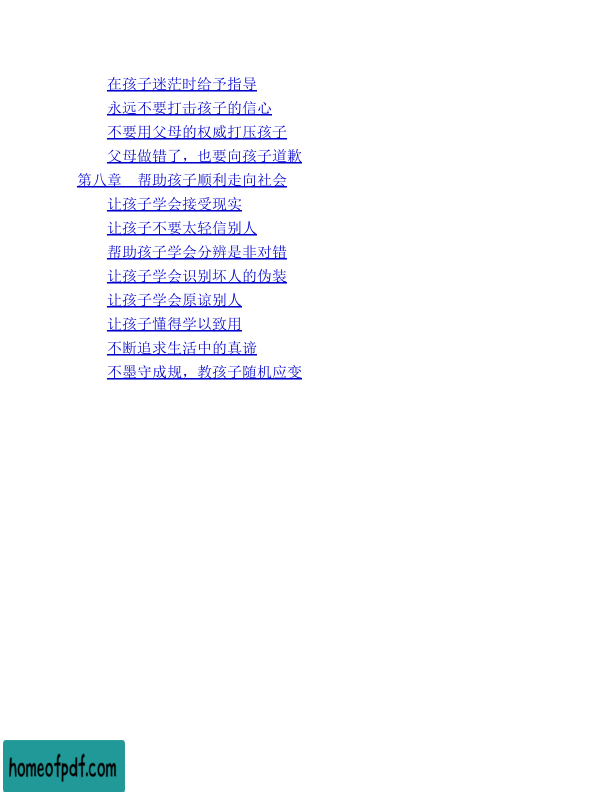 在孩子迷茫时给予指导
永远不要打击孩子的信心
不要用父母的权威打压孩子
父母做错了，也要向孩子道歉
第八章　帮助孩子顺利走向社会
让孩子学会接受现实
让孩子不要太轻信别人
帮助孩子学会分辨是非对错
让孩子学会识别坏人的伪装
让孩子学会原谅别人
让孩子懂得学以致用
不断追求生活中的真谛
不墨守成规，教孩子随机应变
homeofpdf.com